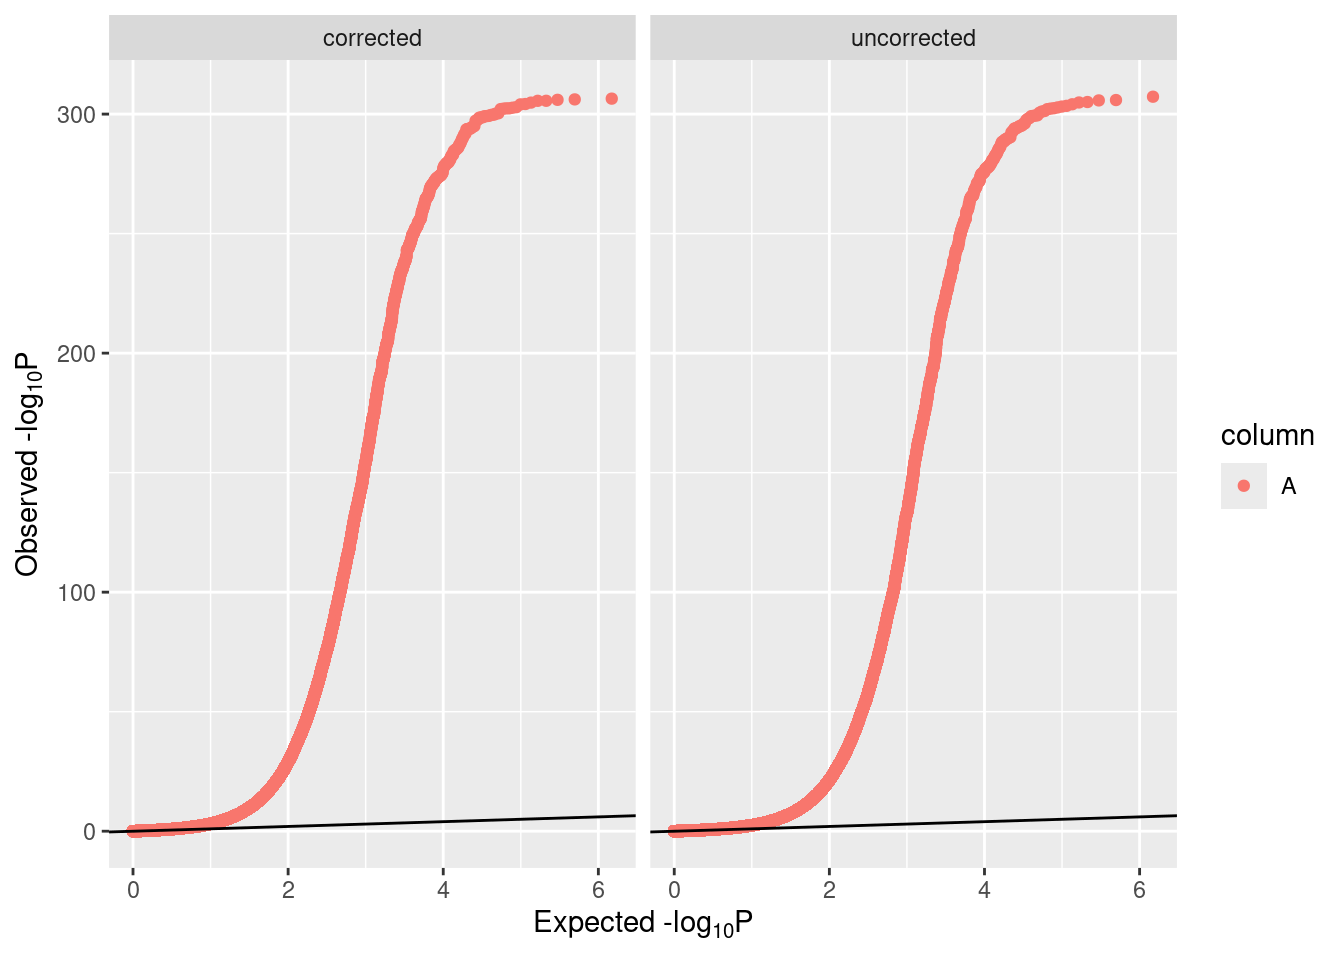 corrected
uncorrected
300
200
100
0
Observed -log10P
0 2 4 6
0 2 4 6
Expected -log10P
column
A